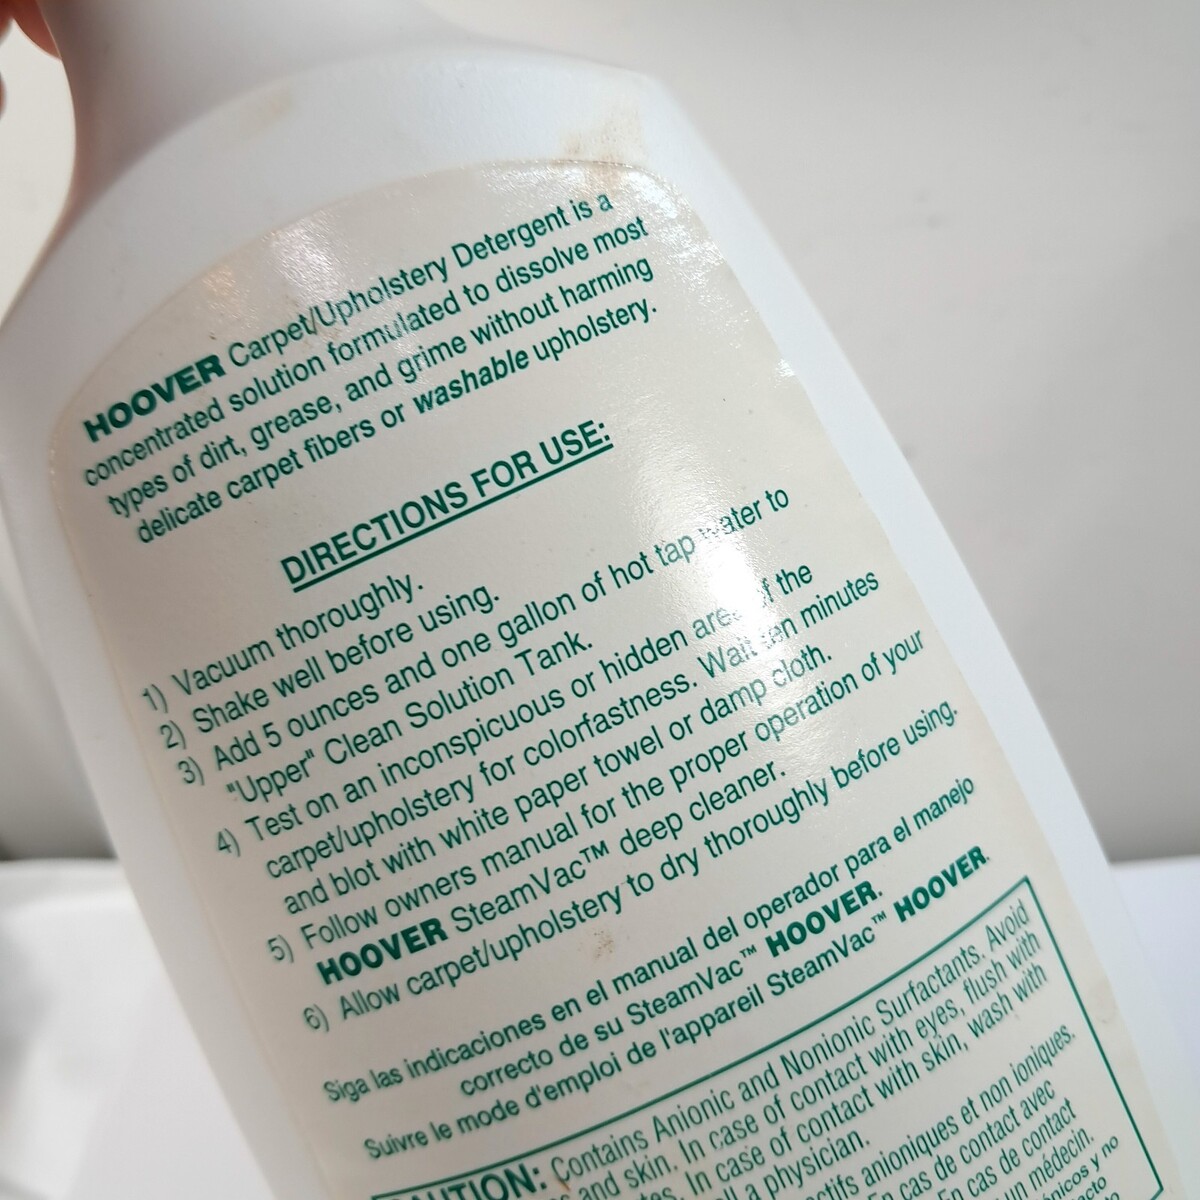 HOOVER Carpet/Upholstery Detergent is a
concentrated solution formulated to dissolve most
types of dirt, grease, and grime without harming
delicate carpet fibers or washable upholstery.
DIRECTIONS FOR USE:
1) Vacuum thoroughly.
2) Shake well before using.
3) Add 5 ounces and one gallon of hot tap water to
"Upper" Clean Solution Tank.
4) Test on an inconspicuous or hidden area of the
carpet/upholstery for colorfastness. Wait ten minutes
and blot with white paper towel or damp cloth.
5) Follow owners manual for the proper operation of your
HOOVER SteamVac™ deep cleaner.
6) Allow carpet/upholstery to dry thoroughly before using.
Siga las indicaciones en el manual del operador para el manejo
correcto de su SteamVac™ HOOVER.
Suivre le mode d'emploi de l'appareil SteamVac™ HOOVER.
CAUTION: Contains Anionic and Nonionic Surfactants. Avoid
and skin. In case of contact with eyes, flush with
In case of contact with skin, wash with
a physician.
anioniques et non ioniques.
En cas de contact avec
En cas de contact
un médecin.
y no